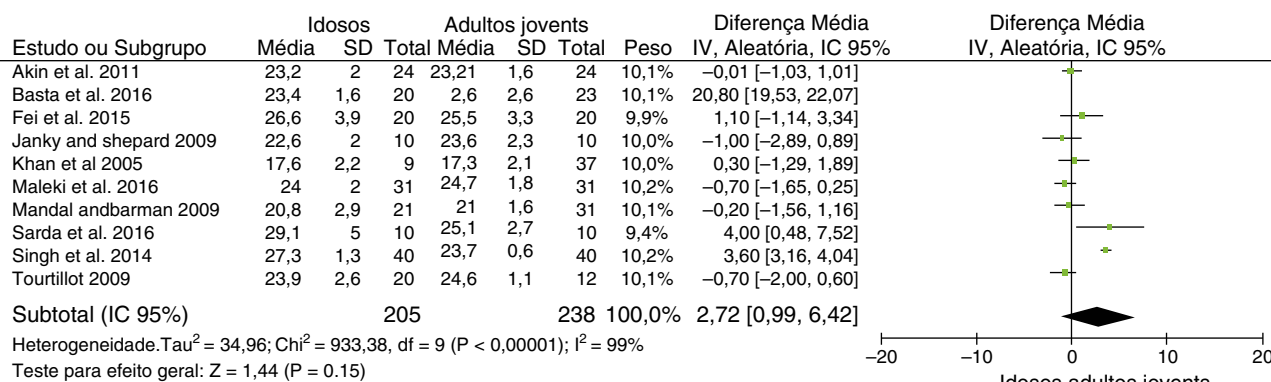 Idosos Adultos jovents Diferença Média Diferença Média
Estudo ou Subgrupo Média SD Total Média SD Total Peso IV, Aleatória, IC 95% IV, Aleatória, IC 95%
Akin et al. 2011 23,2 2 24 23,21 1,6 24 10,1% −0,01 [−1,03, 1,01]
Basta et al. 2016 23,4 1,6 20 2,6 2,6 23 10,1% 20,80 [19,53, 22,07]
Fei et al. 2015 26,6 3,9 20 25,5 3,3 20 9,9% 1,10 [−1,14, 3,34]
Janky and shepard 2009 22,6 2 10 23,6 2,3 10 10,0% −1,00 [−2,89, 0,89]
Khan et al 2005 17,6 2,2 9 17,3 2,1 37 10,0% 0,30 [−1,29, 1,89]
Maleki et al. 2016 24 2 31 24,7 1,8 31 10,2% −0,70 [−1,65, 0,25]
Mandal andbarman 2009 20,8 2,9 21 21 1,6 31 10,1% −0,20 [−1,56, 1,16]
Sarda et al. 2016 29,1 5 10 25,1 2,7 10 9,4% 4,00 [0,48, 7,52]
Singh et al. 2014 27,3 1,3 40 23,7 0,6 40 10,2% 3,60 [3,16, 4,04]
Tourtillot 2009 23,9 2,6 20 24,6 1,1 12 10,1% −0,70 [−2,00, 0,60]
Subtotal (IC 95%) 205 238 100,0% 2,72 [0,99, 6,42]
Heterogeneidade.Tau² = 34,96; Chi² = 933,38, df = 9 (P < 0,00001); I² = 99%
Teste para efeito geral: Z = 1,44 (P = 0.15)
−20 −10 0 10 20
Idosos adultos jovents